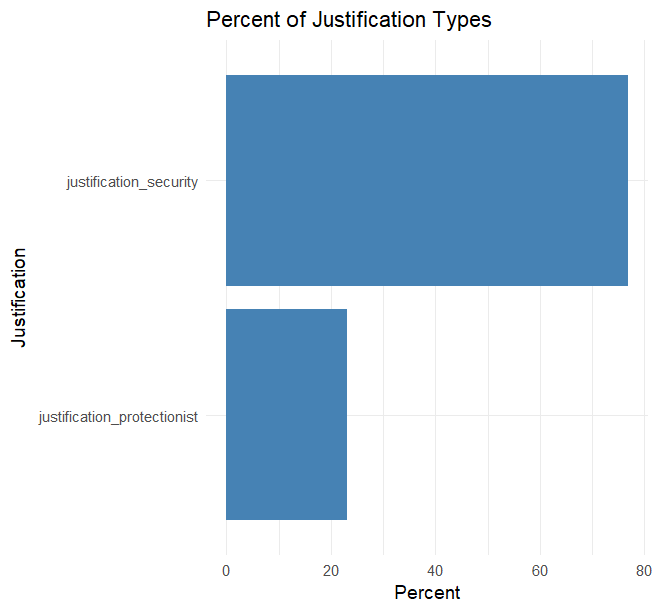 Percent of Justification Types
Justification
justification_security
justification_protectionist
0 20 40 60 80
Percent